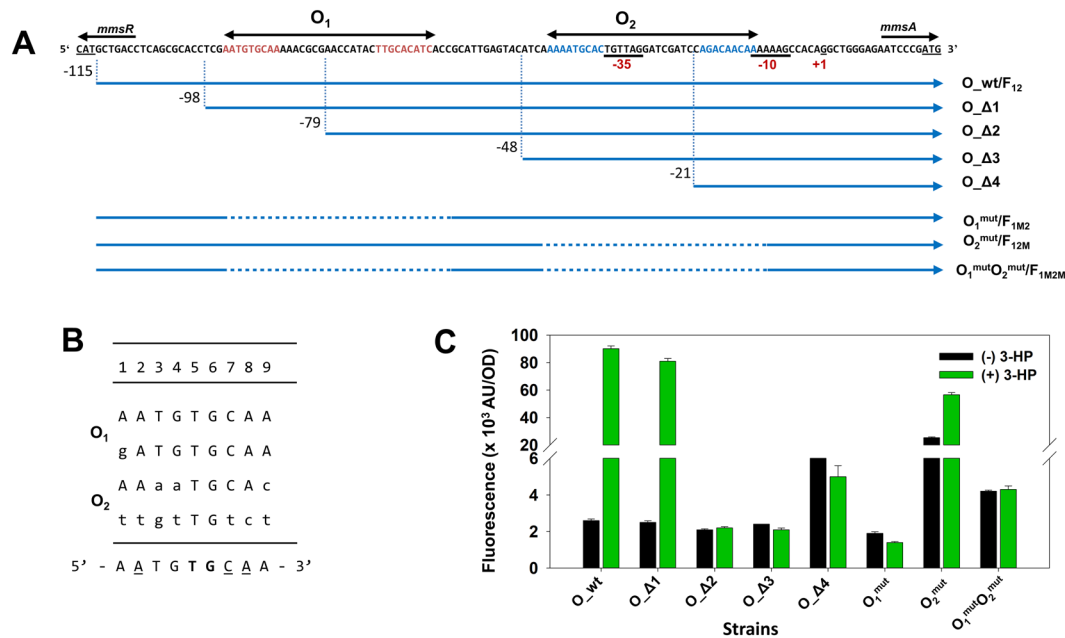 A
mmsR
O1
O2
mmsA
5' CATGCTGACCTCAGCGCACCTCGAATGTGCAAAAACGCGAACCATACTTGCACATCACCGCATTGAGTACATCAAAAATGCACTGTTAGGATCGATCCAGACAACAAAAAAGCCACAGGCTGGGAGAATCCCGATG 3'
-35
-10
+1
-115
O_wt/F12
-98
O_Δ1
-79
O_Δ2
-48
O_Δ3
-21
O_Δ4
O1mut/F1M2
O2mut/F12M
O1mutO2mut/F1M2M
B
1 2 3 4 5 6 7 8 9
O1
A A T G T G C A A
g A T G T G C A A
O2
A A a a T G C A c
t t g t T G t c t
5' - A A T G T G C A A - 3'
C
Fluorescence (x 10³ AU/OD)
100
80
60
40
20
6
4
2
0
(-) 3-HP
(+) 3-HP
O_wt
O_Δ1
O_Δ2
O_Δ3
O_Δ4
O1mut
O2mut
O1mutO2mut
Strains